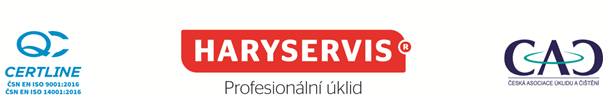 QC
CERTLINE
ČSN EN ISO 9001:2016
ČSN EN ISO 14001:2016
HARYSERVIS®
Profesionální úklid
CAC
ČESKÁ ASOCIACE ÚKLIDU A ČIŠTĚNÍ